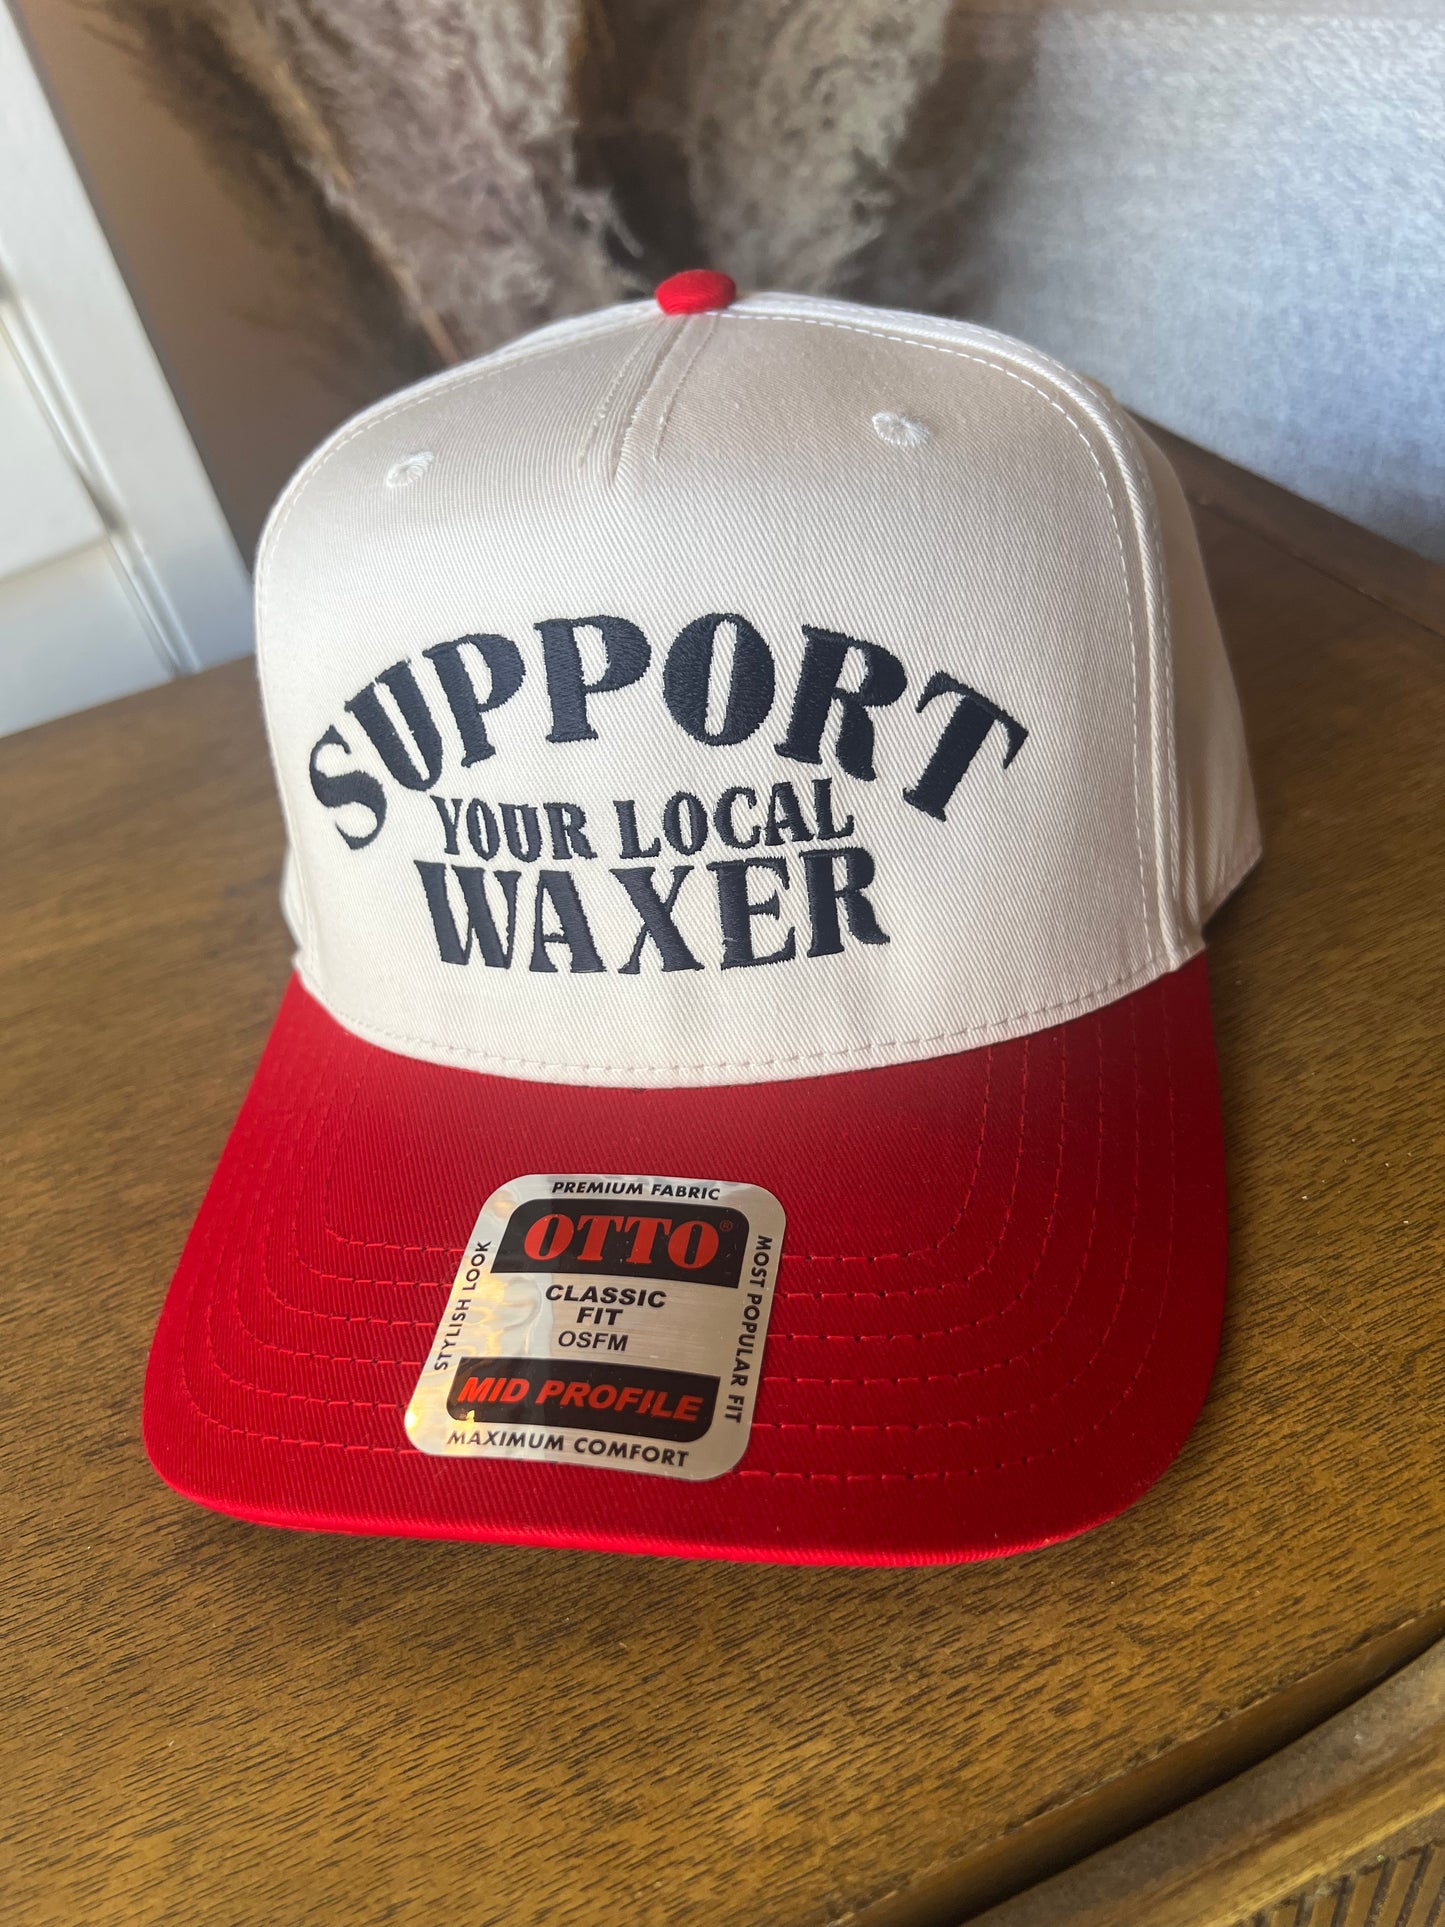 SUPPORT
YOUR LOCAL
WAXER
PREMIUM FABRIC
OTTO®
STYLISH LOOK
CLASSIC
FIT
OSFM
MOST POPULAR FIT
MID PROFILE
MAXIMUM COMFORT